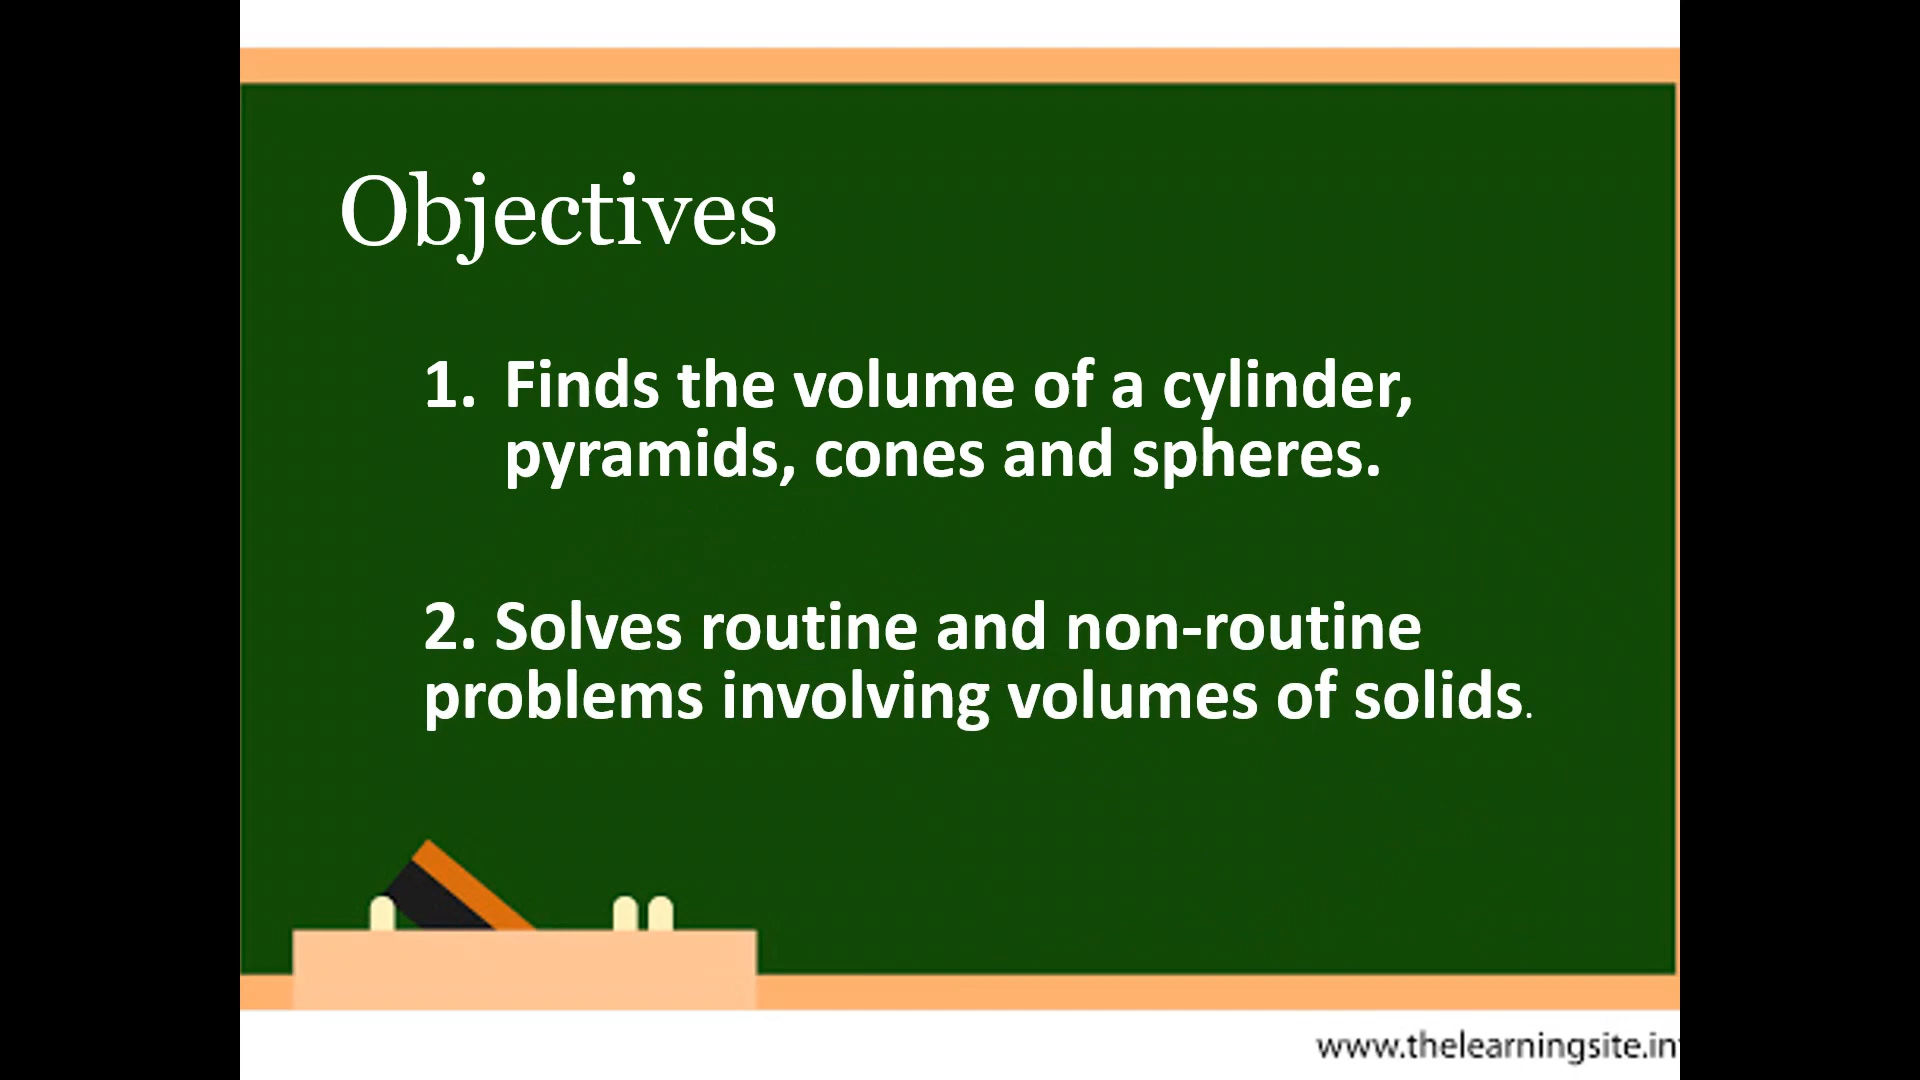 Objectives
1. Finds the volume of a cylinder,
pyramids, cones and spheres.
2. Solves routine and non-routine
problems involving volumes of solids.
www.thelearningsite.in